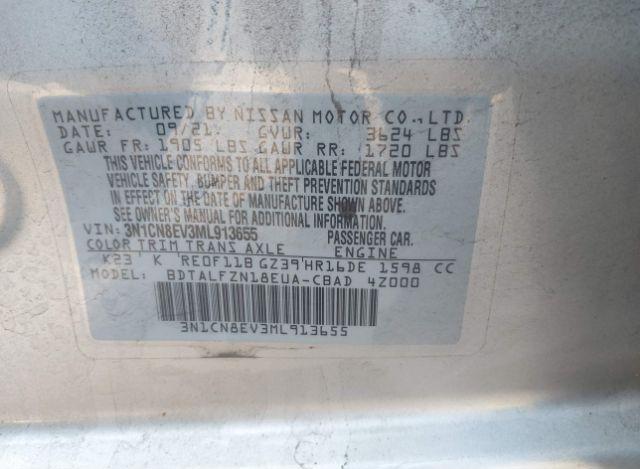 MANUFACTURED BY NISSAN MOTOR CO.,LTD.
DATE: 09/21 GVWR: 3624 LBS
GAWR FR: 1905 LBS GAWR RR: 1720 LBS
THIS VEHICLE CONFORMS TO ALL APPLICABLE FEDERAL MOTOR
VEHICLE SAFETY, BUMPER AND THEFT PREVENTION STANDARDS
IN EFFECT ON THE DATE OF MANUFACTURE SHOWN ABOVE.
SEE OWNER'S MANUAL FOR ADDITIONAL INFORMATION.
VIN: 3N1CN8EV3ML913655 PASSENGER CAR.
COLOR TRIM TRANS AXLE ENGINE
K23 K RE0F11B GZ39 HR16DE 1598 CC
MODEL: BDTALFZN18EUA-CBAD 4Z000
3N1CN8EV3ML913655